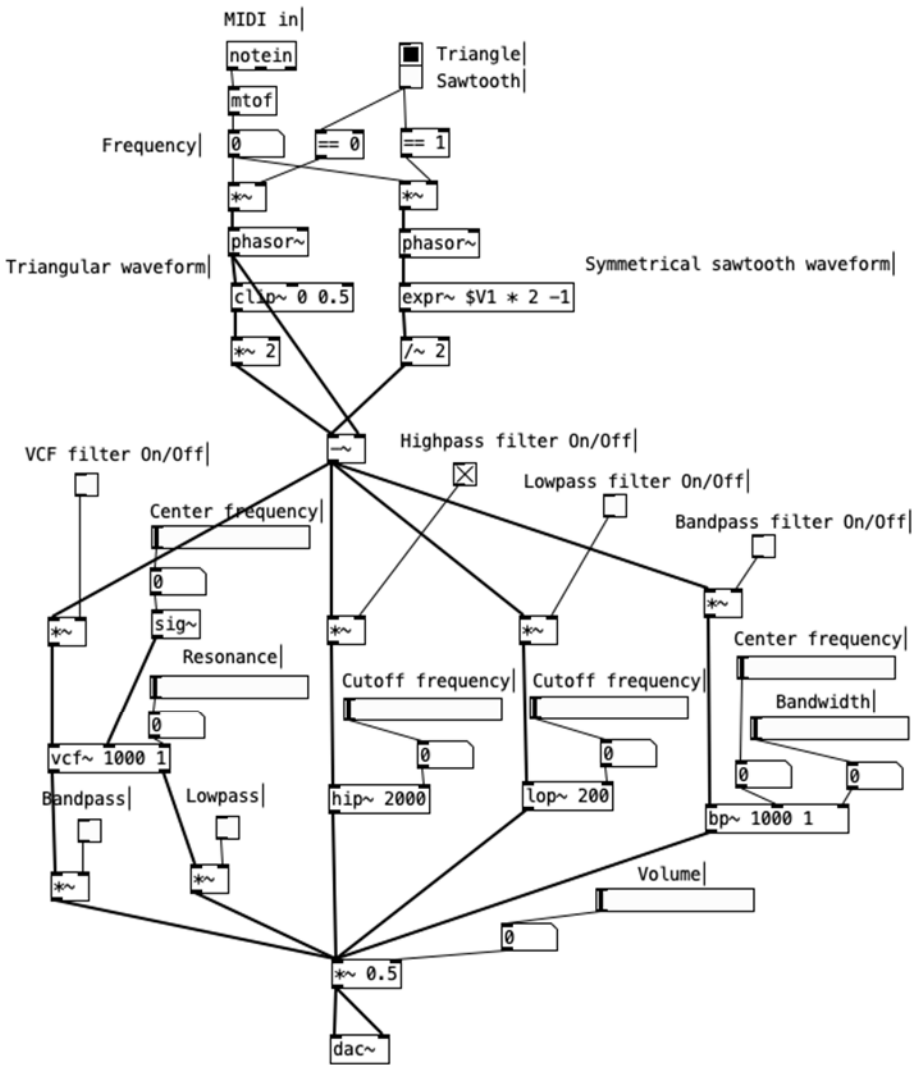 MIDI in
notein
Triangle
Sawtooth
mtof
Frequency
0
== 0
== 1
*~
*~
phasor~
phasor~
Triangular waveform
Symmetrical sawtooth waveform
clip~ 0 0.5
expr~ $V1 * 2 -1
*~ 2
/~ 2
-~
Highpass filter On/Off
VCF filter On/Off
Lowpass filter On/Off
Center frequency
Bandpass filter On/Off
0
*~
sig~
*~
*~
*~
Center frequency
Resonance
Cutoff frequency
Cutoff frequency
Bandwidth
0
0
0
0
0
vcf~ 1000 1
hip~ 2000
lop~ 200
bp~ 1000 1
Bandpass
Lowpass
*~
*~
Volume
0
*~ 0.5
dac~